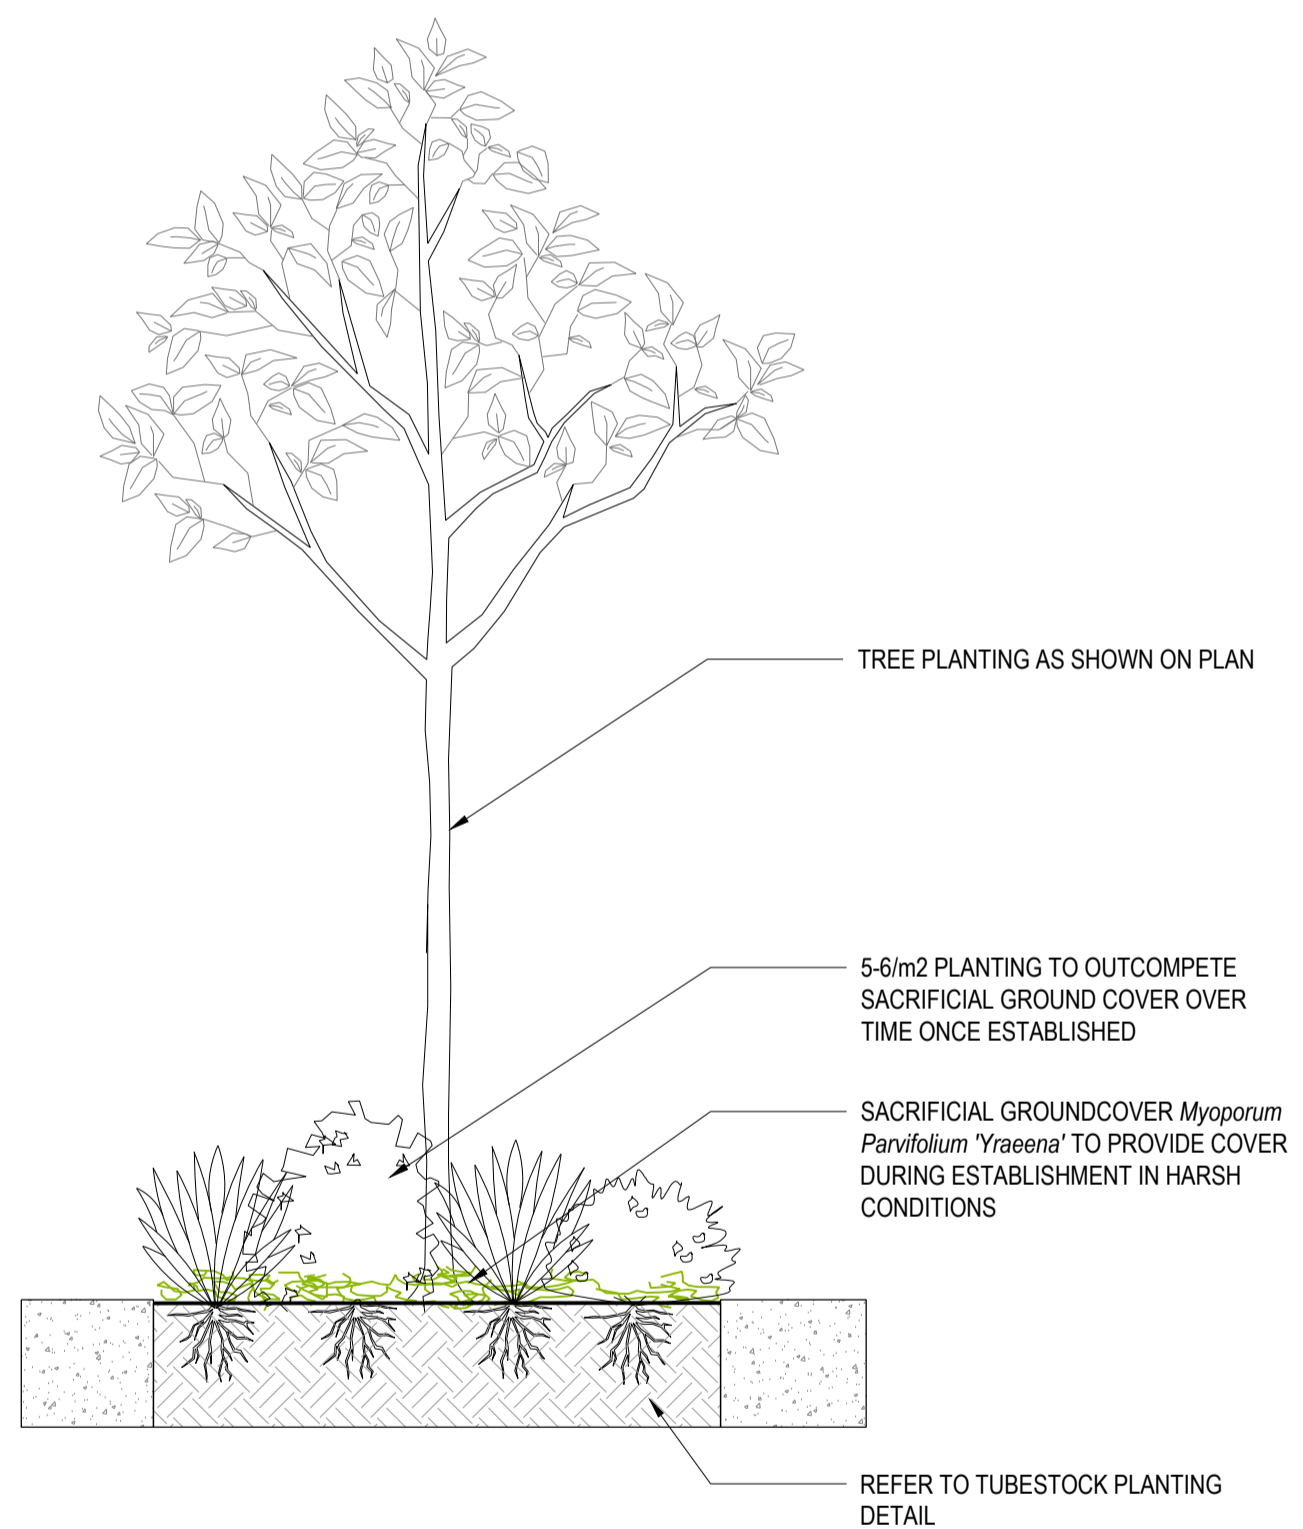 TREE PLANTING AS SHOWN ON PLAN
5-6/m2 PLANTING TO OUTCOMPETE
SACRIFICIAL GROUND COVER OVER
TIME ONCE ESTABLISHED
SACRIFICIAL GROUNDCOVER Myoporum
Parvifolium 'Yraeena' TO PROVIDE COVER
DURING ESTABLISHMENT IN HARSH
CONDITIONS
REFER TO TUBESTOCK PLANTING
DETAIL